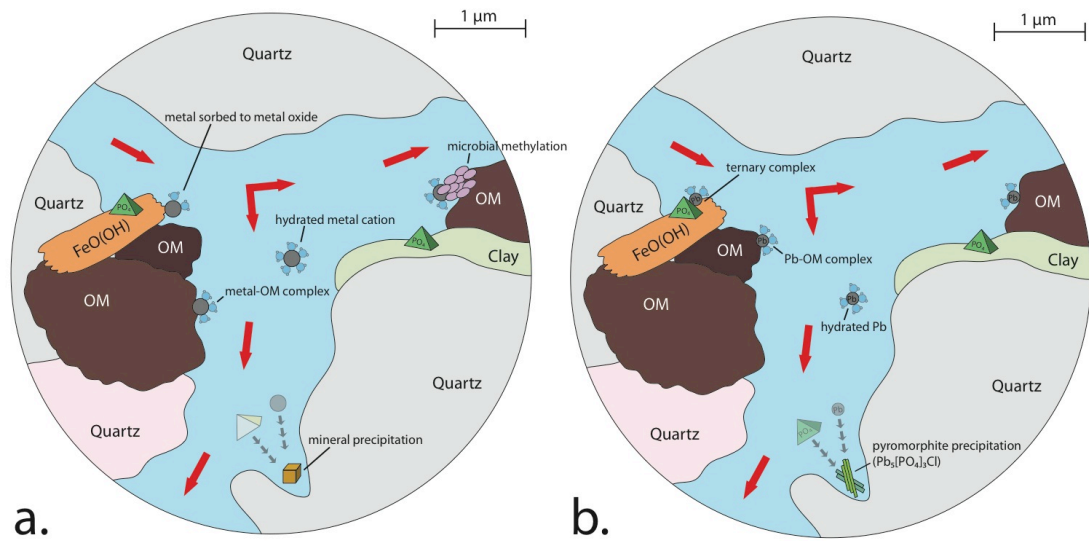 1 µm
Quartz
metal sorbed to metal oxide
microbial methylation
PO₄
Quartz
FeO(OH)
OM
OM
hydrated metal cation
PO₄
Clay
OM
metal-OM complex
Quartz
Quartz
mineral precipitation
a.
1 µm
Quartz
ternary complex
Pb
PO₄
Quartz
FeO(OH)
Pb
OM
OM
Pb
Pb-OM complex
PO₄
Clay
OM
Pb
hydrated Pb
Quartz
Quartz
Pb
PO₄
pyromorphite precipitation
(Pb₅[PO₄]₃Cl)
b.